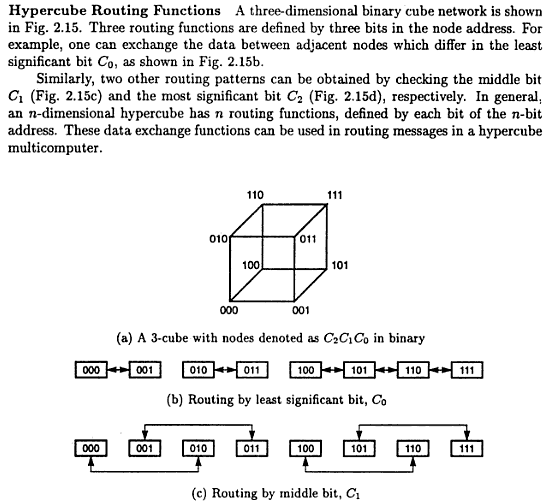 Hypercube Routing Functions A three-dimensional binary cube network is shown
in Fig. 2.15. Three routing functions are defined by three bits in the node address. For
example, one can exchange the data between adjacent nodes which differ in the least
significant bit C₀, as shown in Fig. 2.15b.
Similarly, two other routing patterns can be obtained by checking the middle bit
C₁ (Fig. 2.15c) and the most significant bit C₂ (Fig. 2.15d), respectively. In general,
an n-dimensional hypercube has n routing functions, defined by each bit of the n-bit
address. These data exchange functions can be used in routing messages in a hypercube
multicomputer.
110 111
010 011
100 101
000 001
(a) A 3-cube with nodes denoted as C₂C₁C₀ in binary
000 001 010 011 100 101 110 111
(b) Routing by least significant bit, C₀
000 001 010 011 100 101 110 111
(c) Routing by middle bit, C₁